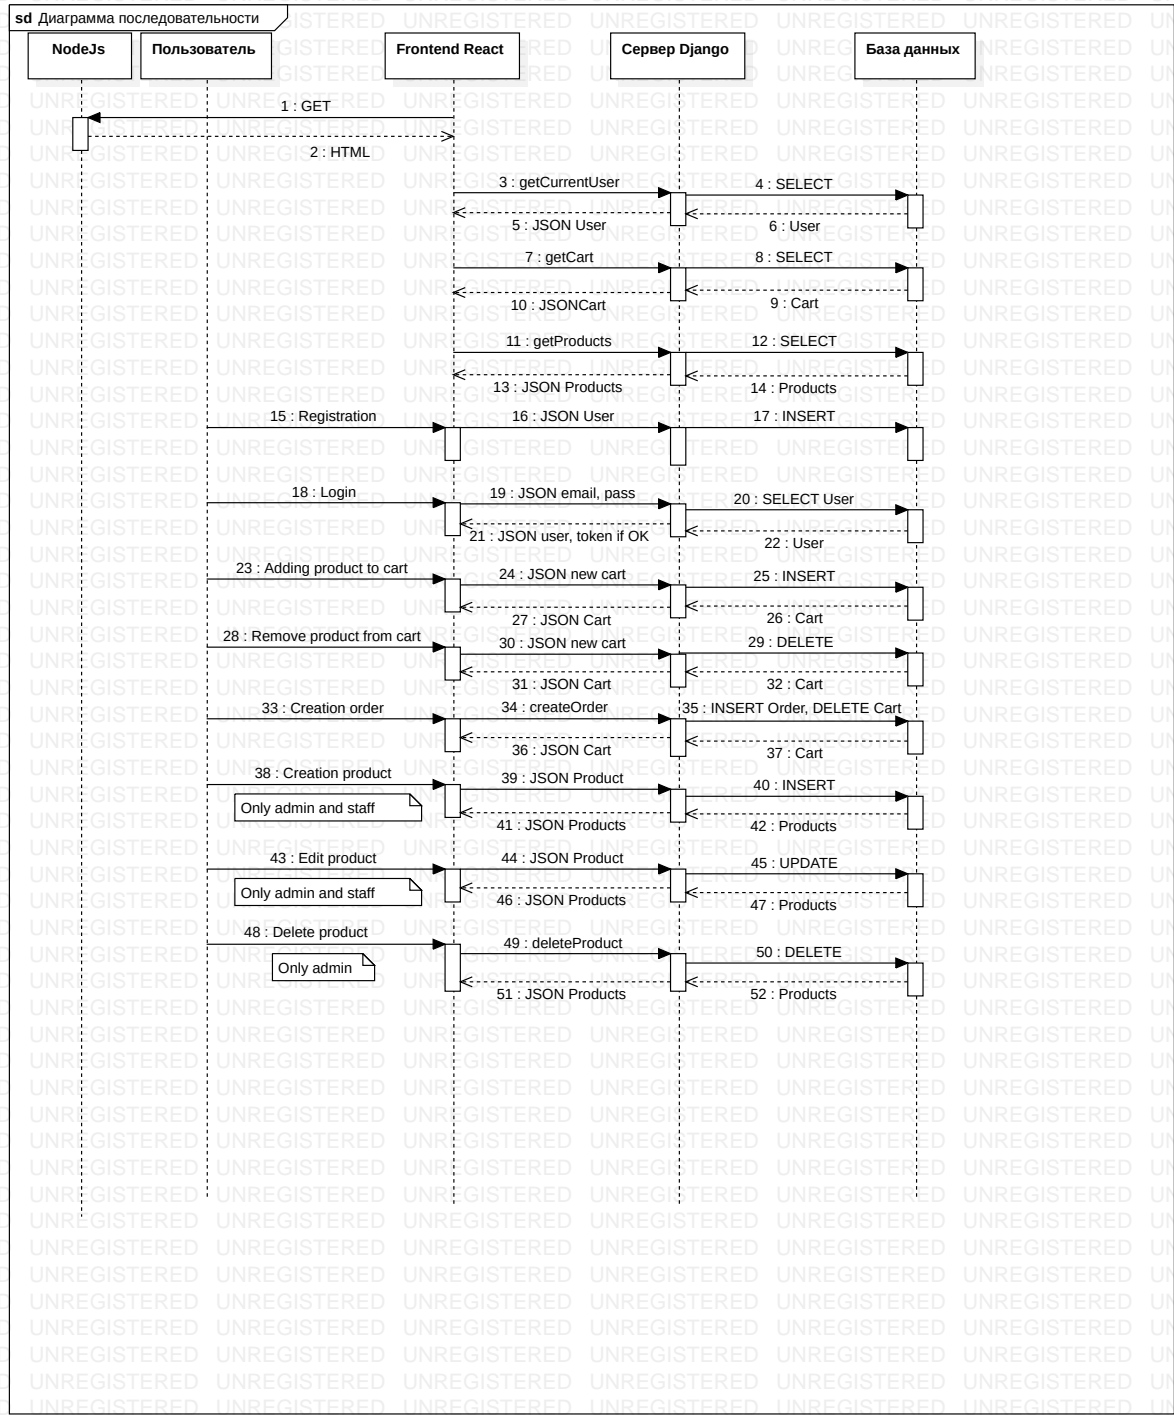 sd Диаграмма последовательности
NodeJs
Пользователь
Frontend React
Сервер Django
База данных
1 : GET
2 : HTML
3 : getCurrentUser
4 : SELECT
5 : JSON User
6 : User
7 : getCart
8 : SELECT
10 : JSONCart
9 : Cart
11 : getProducts
12 : SELECT
13 : JSON Products
14 : Products
15 : Registration
16 : JSON User
17 : INSERT
18 : Login
19 : JSON email, pass
20 : SELECT User
21 : JSON user, token if OK
22 : User
23 : Adding product to cart
24 : JSON new cart
25 : INSERT
27 : JSON Cart
26 : Cart
28 : Remove product from cart
30 : JSON new cart
29 : DELETE
31 : JSON Cart
32 : Cart
33 : Creation order
34 : createOrder
35 : INSERT Order, DELETE Cart
36 : JSON Cart
37 : Cart
38 : Creation product
39 : JSON Product
40 : INSERT
Only admin and staff
41 : JSON Products
42 : Products
43 : Edit product
44 : JSON Product
45 : UPDATE
Only admin and staff
46 : JSON Products
47 : Products
48 : Delete product
49 : deleteProduct
50 : DELETE
Only admin
51 : JSON Products
52 : Products
UNREGISTERED